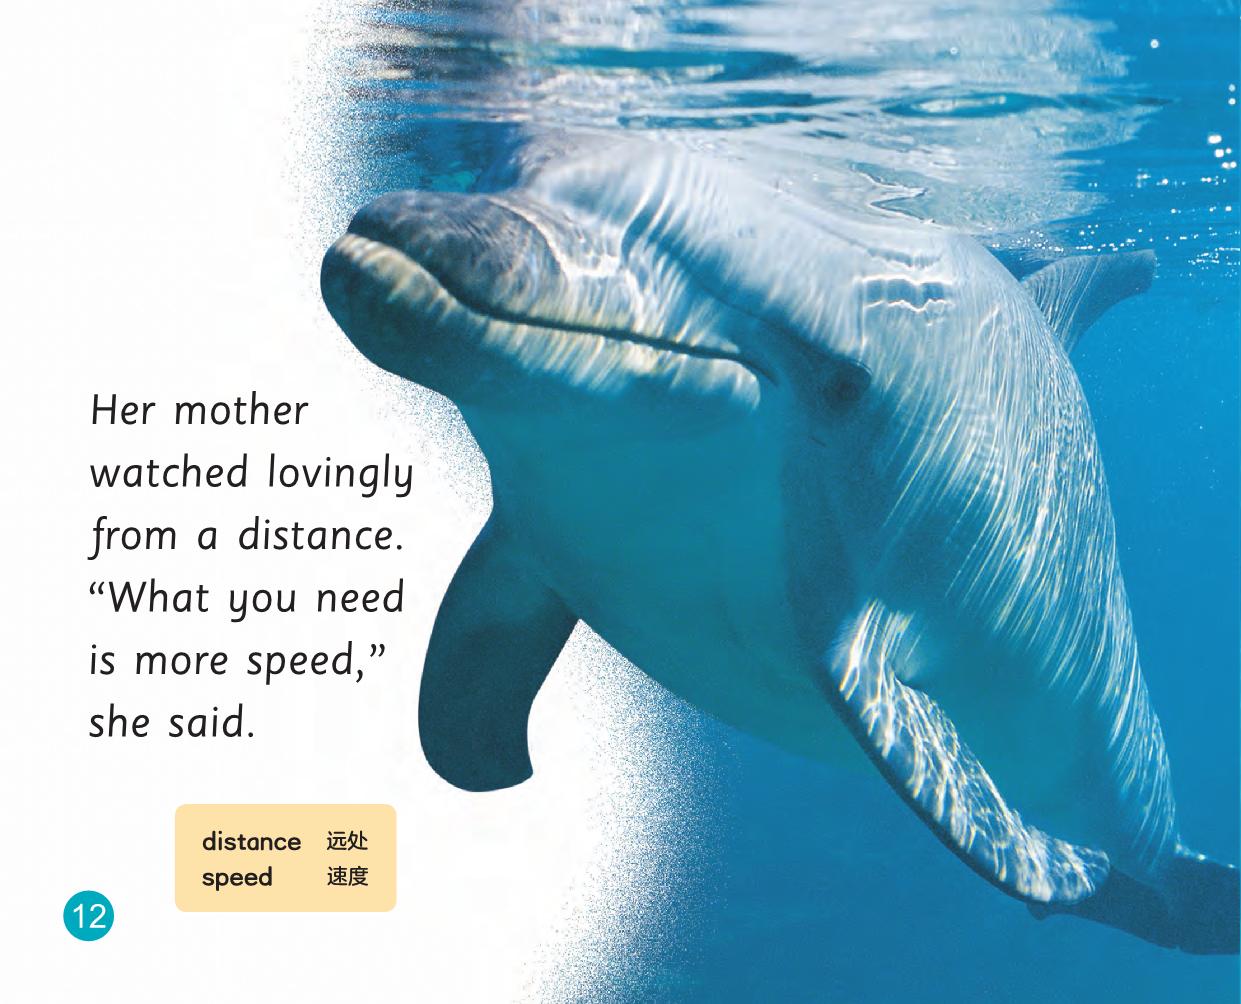 Her mother
watched lovingly
from a distance.
“What you need
is more speed,”
she said.
distance 远处
speed 速度
12